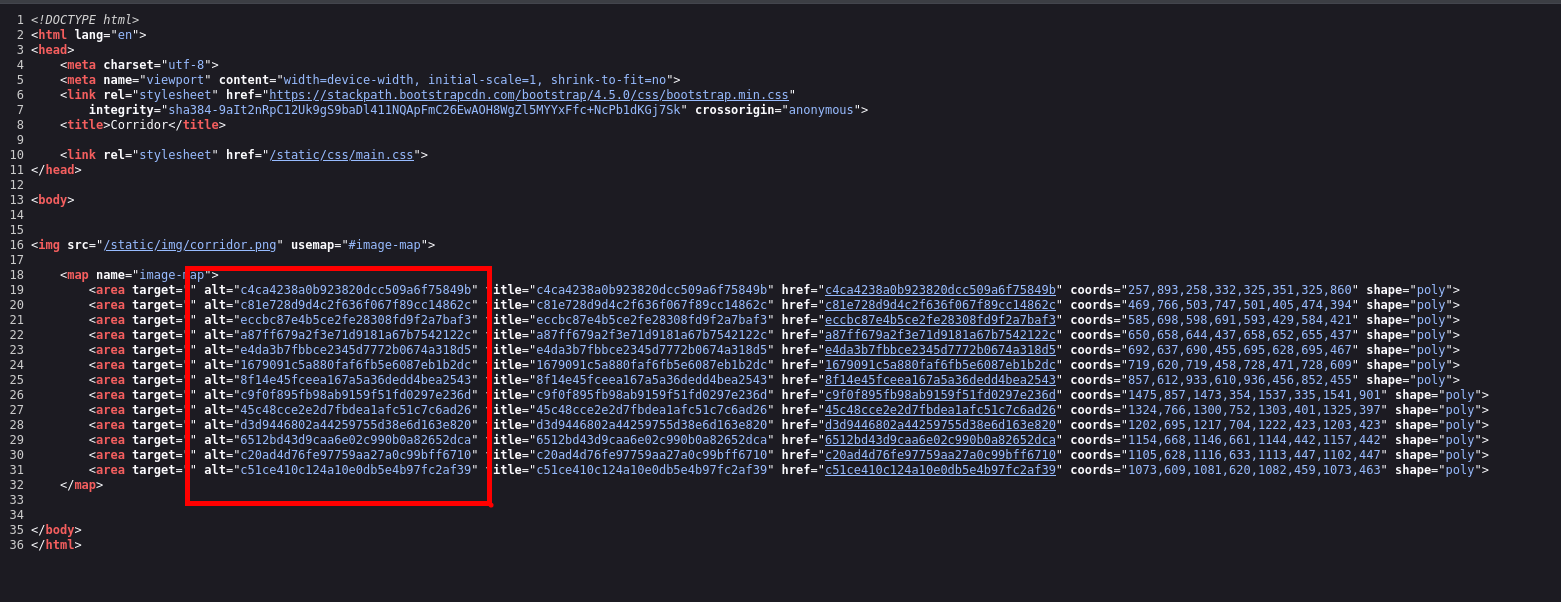 1 <!DOCTYPE html>
2 <html lang="en">
3 <head>
4     <meta charset="utf-8">
5     <meta name="viewport" content="width=device-width, initial-scale=1, shrink-to-fit=no">
6     <link rel="stylesheet" href="https://stackpath.bootstrapcdn.com/bootstrap/4.5.0/css/bootstrap.min.css"
7         integrity="sha384-9aIt2nRpC12Uk9gS9baDl411NQApFmC26EwAOH8WgZl5MYYxFfc+NcPb1dKGj7Sk" crossorigin="anonymous">
8     <title>Corridor</title>
9
10     <link rel="stylesheet" href="/static/css/main.css">
11 </head>
12
13 <body>
14
15
16 <img src="/static/img/corridor.png" usemap="#image-map">
17
18     <map name="image-map">
19         <area target="" alt="c4ca4238a0b923820dcc509a6f75849b" title="c4ca4238a0b923820dcc509a6f75849b" href="c4ca4238a0b923820dcc509a6f75849b" coords="257,893,258,332,325,351,325,860" shape="poly">
20         <area target="" alt="c81e728d9d4c2f636f067f89cc14862c" title="c81e728d9d4c2f636f067f89cc14862c" href="c81e728d9d4c2f636f067f89cc14862c" coords="469,766,503,747,501,405,474,394" shape="poly">
21         <area target="" alt="eccbc87e4b5ce2fe28308fd9f2a7baf3" title="eccbc87e4b5ce2fe28308fd9f2a7baf3" href="eccbc87e4b5ce2fe28308fd9f2a7baf3" coords="585,698,598,691,593,429,584,421" shape="poly">
22         <area target="" alt="a87ff679a2f3e71d9181a67b7542122c" title="a87ff679a2f3e71d9181a67b7542122c" href="a87ff679a2f3e71d9181a67b7542122c" coords="650,658,644,437,658,652,655,437" shape="poly">
23         <area target="" alt="e4da3b7fbbce2345d7772b0674a318d5" title="e4da3b7fbbce2345d7772b0674a318d5" href="e4da3b7fbbce2345d7772b0674a318d5" coords="692,637,690,455,695,628,695,467" shape="poly">
24         <area target="" alt="1679091c5a880faf6fb5e6087eb1b2dc" title="1679091c5a880faf6fb5e6087eb1b2dc" href="1679091c5a880faf6fb5e6087eb1b2dc" coords="719,620,719,458,728,471,728,609" shape="poly">
25         <area target="" alt="8f14e45fceea167a5a36dedd4bea2543" title="8f14e45fceea167a5a36dedd4bea2543" href="8f14e45fceea167a5a36dedd4bea2543" coords="857,612,933,610,936,456,852,455" shape="poly">
26         <area target="" alt="c9f0f895fb98ab9159f51fd0297e236d" title="c9f0f895fb98ab9159f51fd0297e236d" href="c9f0f895fb98ab9159f51fd0297e236d" coords="1475,857,1473,354,1537,335,1541,901" shape="poly">
27         <area target="" alt="45c48cce2e2d7fbdea1afc51c7c6ad26" title="45c48cce2e2d7fbdea1afc51c7c6ad26" href="45c48cce2e2d7fbdea1afc51c7c6ad26" coords="1324,766,1300,752,1303,401,1325,397" shape="poly">
28         <area target="" alt="d3d9446802a44259755d38e6d163e820" title="d3d9446802a44259755d38e6d163e820" href="d3d9446802a44259755d38e6d163e820" coords="1202,695,1217,704,1222,423,1203,423" shape="poly">
29         <area target="" alt="6512bd43d9caa6e02c990b0a82652dca" title="6512bd43d9caa6e02c990b0a82652dca" href="6512bd43d9caa6e02c990b0a82652dca" coords="1154,668,1146,661,1144,442,1157,442" shape="poly">
30         <area target="" alt="c20ad4d76fe97759aa27a0c99bff6710" title="c20ad4d76fe97759aa27a0c99bff6710" href="c20ad4d76fe97759aa27a0c99bff6710" coords="1105,628,1116,633,1113,447,1102,447" shape="poly">
31         <area target="" alt="c51ce410c124a10e0db5e4b97fc2af39" title="c51ce410c124a10e0db5e4b97fc2af39" href="c51ce410c124a10e0db5e4b97fc2af39" coords="1073,609,1081,620,1082,459,1073,463" shape="poly">
32     </map>
33
34
35 </body>
36 </html>